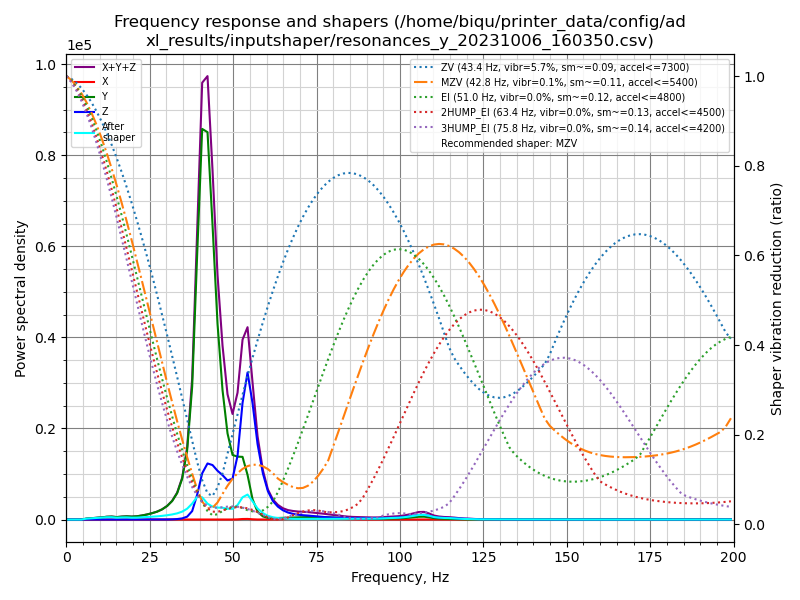 Frequency response and shapers (/home/biqu/printer_data/config/ad
xl_results/inputshaper/resonances_y_20231006_160350.csv)
1e5
X+Y+Z
X
Y
Z
After
shaper
ZV (43.4 Hz, vibr=5.7%, sm~=0.09, accel<=7300)
MZV (42.8 Hz, vibr=0.1%, sm~=0.11, accel<=5400)
EI (51.0 Hz, vibr=0.0%, sm~=0.12, accel<=4800)
2HUMP_EI (63.4 Hz, vibr=0.0%, sm~=0.13, accel<=4500)
3HUMP_EI (75.8 Hz, vibr=0.0%, sm~=0.14, accel<=4200)
Recommended shaper: MZV
Power spectral density
1.0
0.8
0.6
0.4
0.2
0.0
1.0
0.8
0.6
0.4
0.2
0.0
Shaper vibration reduction (ratio)
0 25 50 75 100 125 150 175 200
Frequency, Hz